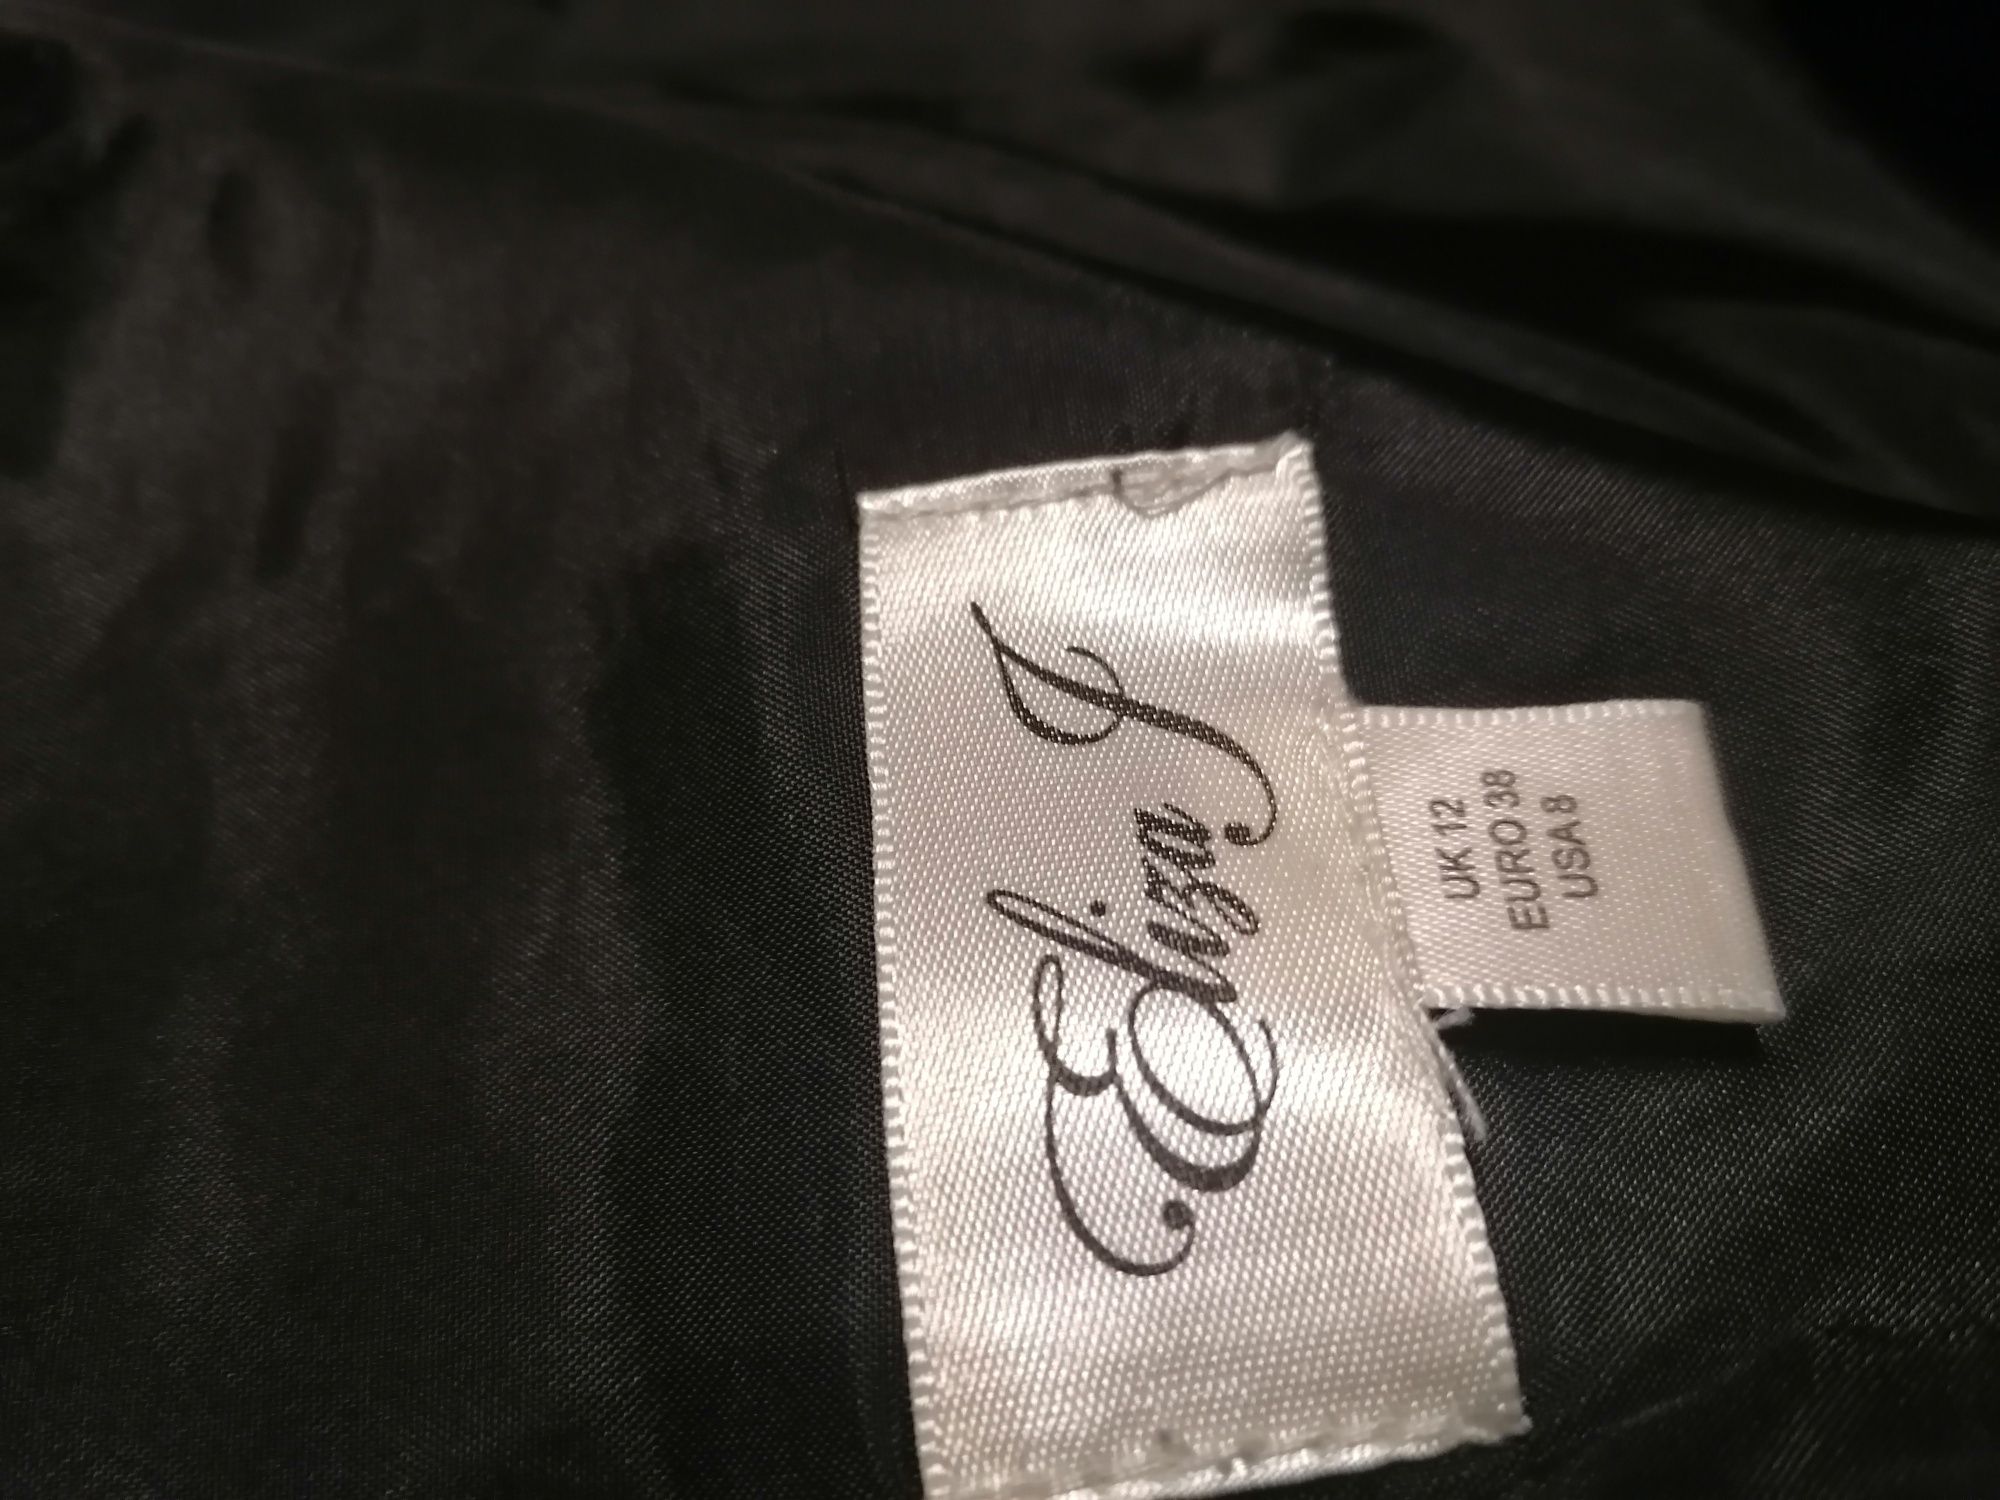 Eliza J
UK 12
EURO 38
USA 8